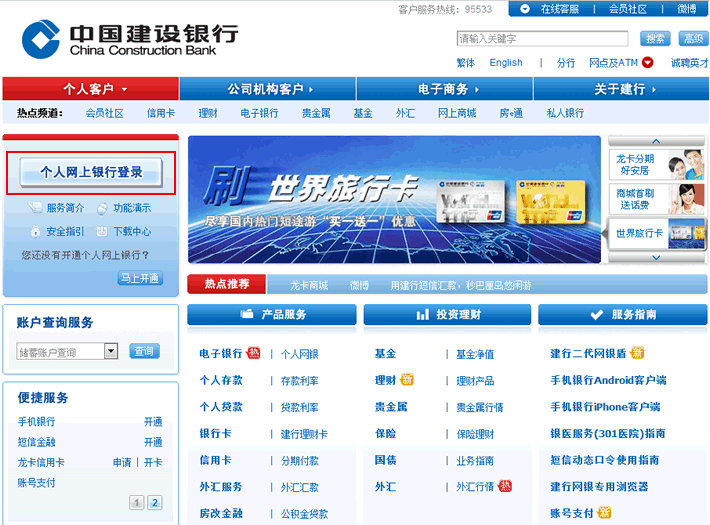 客户服务热线：95533
在线客服 | 会员社区 | 微博
中国建设银行
China Construction Bank
请输入关键字 搜索 高级
繁体 English | 分行 网点及ATM 诚聘英才
个人客户 公司机构客户 电子商务 关于建行
热点频道： 会员社区 信用卡 理财 电子银行 贵金属 基金 外汇 网上商城 房e通 私人银行
个人网上银行登录
服务简介 功能演示
安全指引 下载中心
您还没有开通个人网上银行？
马上开通
刷 世界旅行卡
尽享国内热门短途游“买一送一”优惠
龙卡分期
好安居
商城首刷
送话费
世界旅行卡
热点推荐 龙卡商城 微博 用建行短信汇款，秒巴厘岛悠闲游
账户查询服务
储蓄账户查询 查询
便捷服务
手机银行 开通
短信金融 开通
龙卡信用卡 申请 | 开卡
账号支付
1 2
产品服务
电子银行 热 | 个人网银
个人存款 | 存款利率
个人贷款 | 贷款利率
银行卡 | 建行理财卡
信用卡 | 分期付款
外汇服务 | 外汇汇款
房改金融 | 公积金贷款
投资理财
基金 | 基金净值
理财 新 | 理财产品
贵金属 | 贵金属行情
保险 | 保险理财
国债 | 业务指南
外汇 | 外汇行情 热
服务指南
建行二代网银盾 新
手机银行Android客户端
手机银行iPhone客户端
银医服务(301医院)指南
短信动态口令使用指南
建行网银专用浏览器
账号支付 新